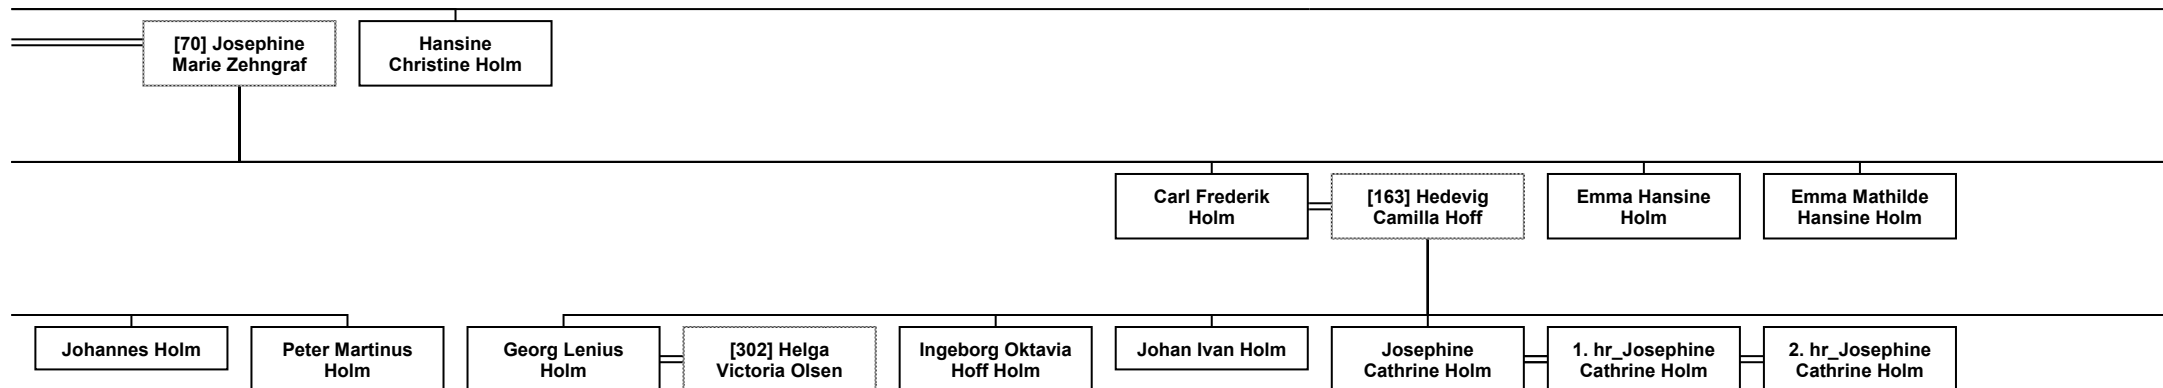 [70] Josephine
Marie Zehngraf
Hansine
Christine Holm
Carl Frederik
Holm
[163] Hedevig
Camilla Hoff
Emma Hansine
Holm
Emma Mathilde
Hansine Holm
Johannes Holm
Peter Martinus
Holm
Georg Lenius
Holm
[302] Helga
Victoria Olsen
Ingeborg Oktavia
Hoff Holm
Johan Ivan Holm
Josephine
Cathrine Holm
1. hr_Josephine
Cathrine Holm
2. hr_Josephine
Cathrine Holm